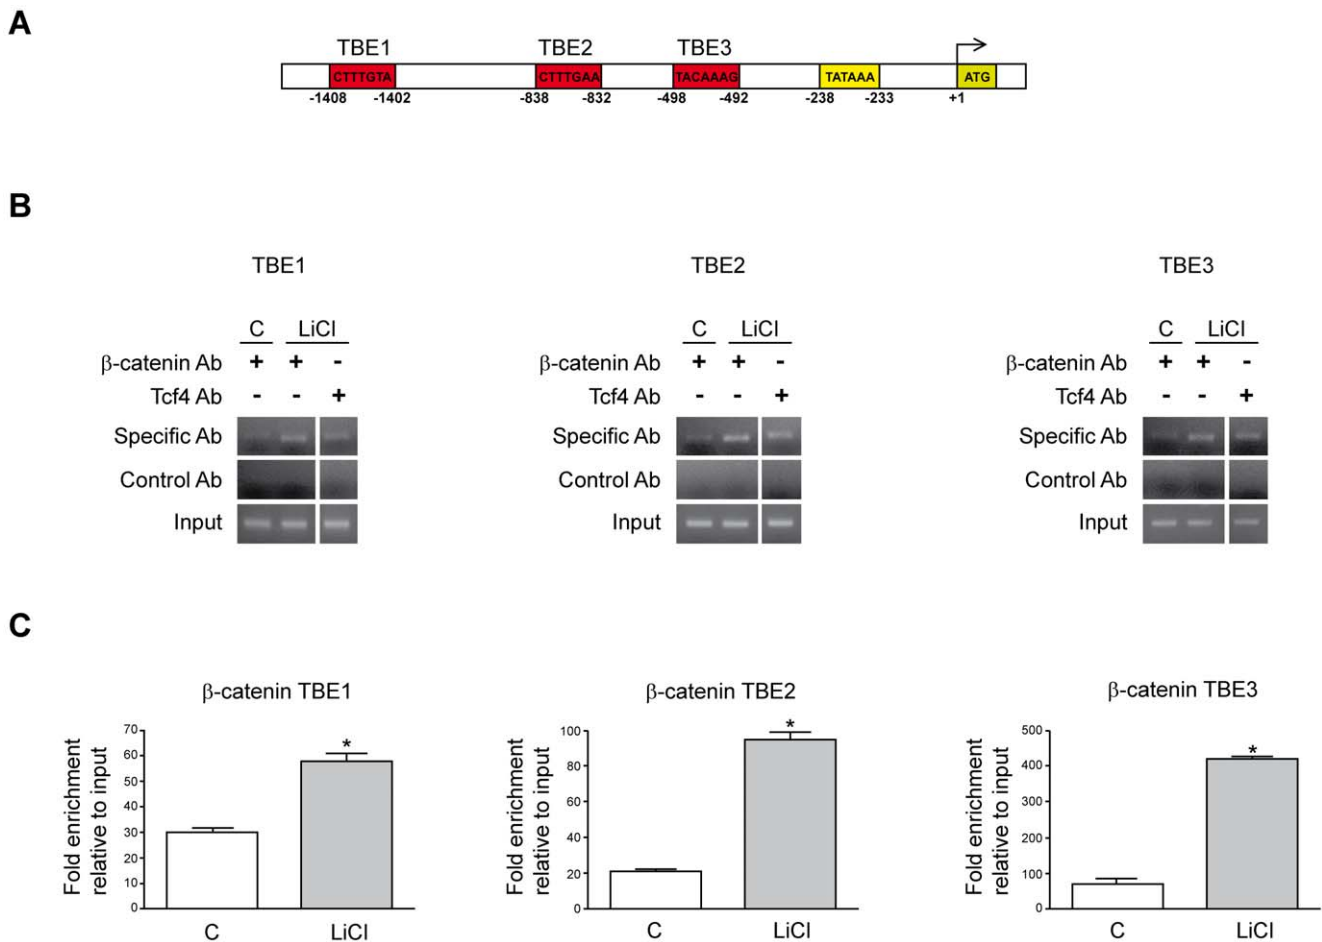 A
TBE1 TBE2 TBE3
CTTTGTA CTTTGAA TACAAAG TATAAA ATG
-1408 -1402 -838 -832 -498 -492 -238 -233 +1
B
TBE1 TBE2 TBE3
C LiCl C LiCl C LiCl
β-catenin Ab + + - β-catenin Ab + + - β-catenin Ab + + -
Tcf4 Ab - - + Tcf4 Ab - - + Tcf4 Ab - - +
Specific Ab Specific Ab Specific Ab
Control Ab Control Ab Control Ab
Input Input Input
C
β-catenin TBE1
Fold enrichment
relative to input
70
60
50
40
30
20
10
0
*
C LiCl
β-catenin TBE2
Fold enrichment
relative to input
100
80
60
40
20
0
*
C LiCl
β-catenin TBE3
Fold enrichment
relative to input
500
400
300
200
100
0
*
C LiCl